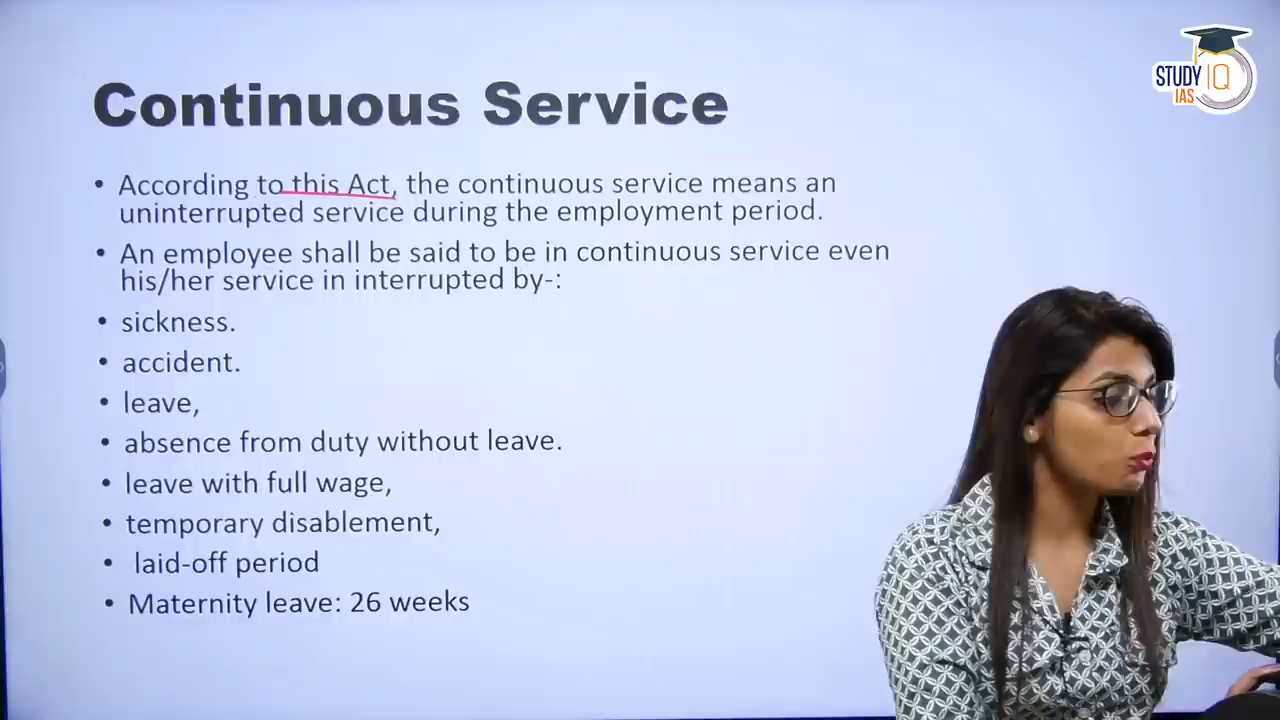 STUDY IQ
IAS
Continuous Service
• According to this Act, the continuous service means an
uninterrupted service during the employment period.
• An employee shall be said to be in continuous service even
his/her service in interrupted by-:
• sickness.
• accident.
• leave,
• absence from duty without leave.
• leave with full wage,
• temporary disablement,
• laid-off period
• Maternity leave: 26 weeks